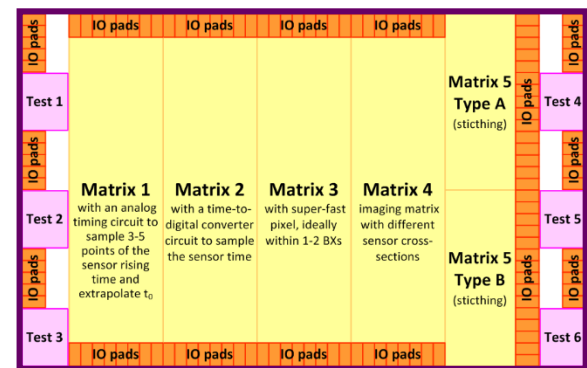 IO pads
IO pads
IO pads
IO pads
IO pads
IO pads
IO pads
Test 1
Matrix 5
Type A
(sticthing)
IO pads
Test 4
IO pads
IO pads
Matrix 1
with an analog
timing circuit to
sample 3-5
points of the
sensor rising
time and
extrapolate t₀
Matrix 2
with a time-to-
digital converter
circuit to sample
the sensor time
Matrix 3
with super-fast
pixel, ideally
within 1-2 BXs
Matrix 4
imaging matrix
with different
sensor cross-
sections
Test 2
Test 5
Matrix 5
Type B
(sticthing)
IO pads
IO pads
IO pads
Test 3
Test 6
IO pads
IO pads
IO pads
IO pads